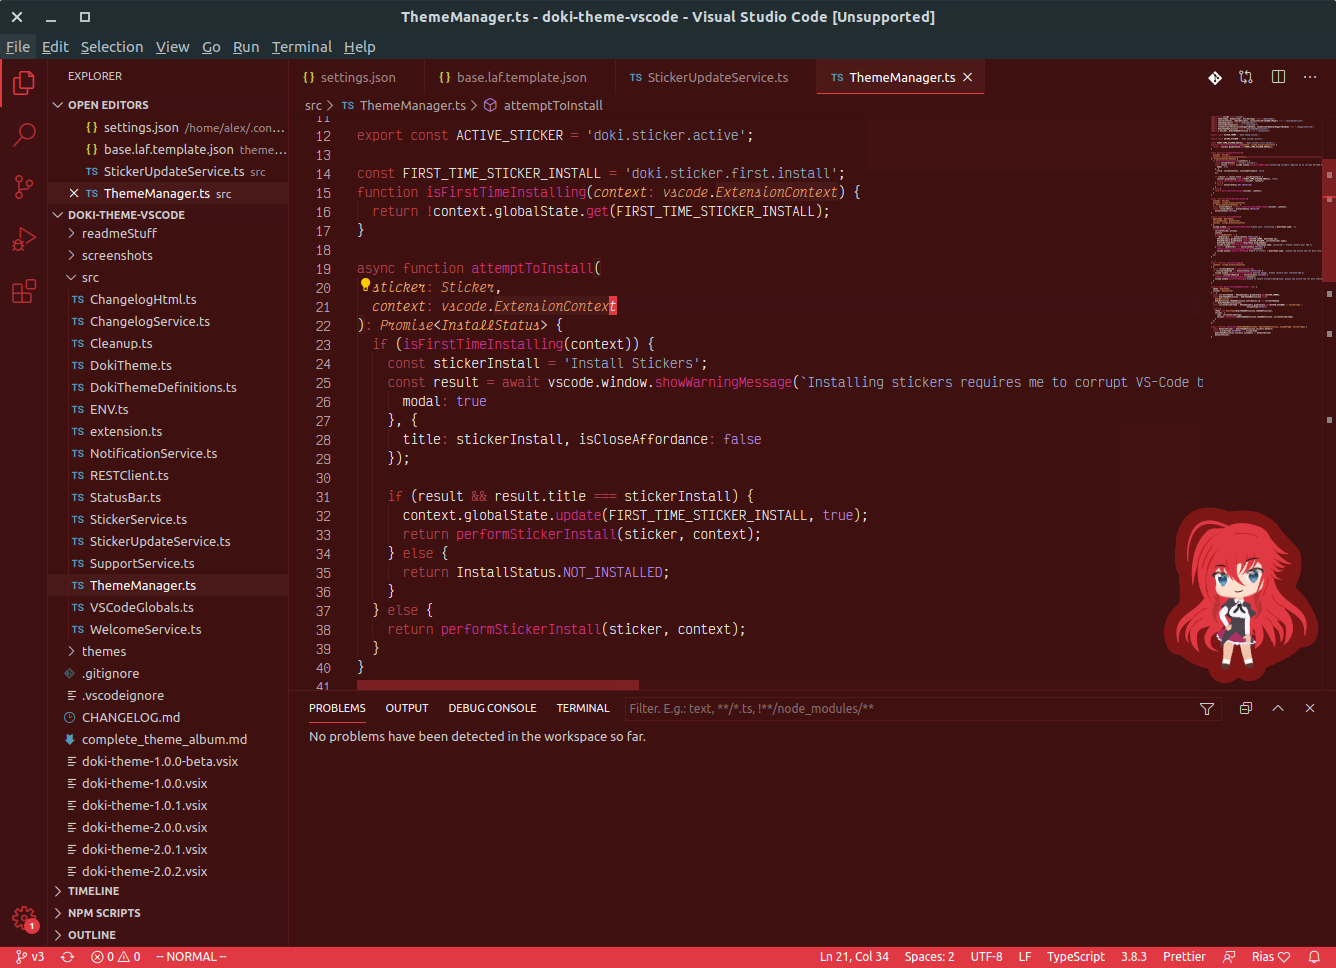 ThemeManager.ts - doki-theme-vscode - Visual Studio Code [Unsupported]
File Edit Selection View Go Run Terminal Help
EXPLORER
OPEN EDITORS
{ } settings.json /home/alex/.con...
{ } base.laf.template.json theme...
TS StickerUpdateService.ts src
TS ThemeManager.ts src
DOKI-THEME-VSCODE
readmeStuff
screenshots
src
TS ChangelogHtml.ts
TS ChangelogService.ts
TS Cleanup.ts
TS DokiTheme.ts
TS DokiThemeDefinitions.ts
TS ENV.ts
TS extension.ts
TS NotificationService.ts
TS RESTClient.ts
TS StatusBar.ts
TS StickerService.ts
TS StickerUpdateService.ts
TS SupportService.ts
TS ThemeManager.ts
TS VSCodeGlobals.ts
TS WelcomeService.ts
themes
.gitignore
.vscodeignore
CHANGELOG.md
complete_theme_album.md
doki-theme-1.0.0-beta.vsix
doki-theme-1.0.0.vsix
doki-theme-1.0.1.vsix
doki-theme-2.0.0.vsix
doki-theme-2.0.1.vsix
doki-theme-2.0.2.vsix
TIMELINE
NPM SCRIPTS
OUTLINE
1
{ } settings.json { } base.laf.template.json TS StickerUpdateService.ts TS ThemeManager.ts
src > TS ThemeManager.ts > attemptToInstall
11
12 export const ACTIVE_STICKER = 'doki.sticker.active';
13
14 const FIRST_TIME_STICKER_INSTALL = 'doki.sticker.first.install';
15 function isFirstTimeInstalling(context: vscode.ExtensionContext) {
16 return !context.globalState.get(FIRST_TIME_STICKER_INSTALL);
17 }
18
19 async function attemptToInstall(
20 sticker: Sticker,
21 context: vscode.ExtensionContext
22 ): Promise<InstallStatus> {
23 if (isFirstTimeInstalling(context)) {
24 const stickerInstall = 'Install Stickers';
25 const result = await vscode.window.showWarningMessage(`Installing stickers requires me to corrupt VS-Code b
26 modal: true
27 }, {
28 title: stickerInstall, isCloseAffordance: false
29 });
30
31 if (result && result.title === stickerInstall) {
32 context.globalState.update(FIRST_TIME_STICKER_INSTALL, true);
33 return performStickerInstall(sticker, context);
34 } else {
35 return InstallStatus.NOT_INSTALLED;
36 }
37 } else {
38 return performStickerInstall(sticker, context);
39 }
40 }
41
PROBLEMS OUTPUT DEBUG CONSOLE TERMINAL Filter. E.g.: text, **/*.ts, !**/node_modules/**
No problems have been detected in the workspace so far.
v3 0 0 -- NORMAL -- Ln 21, Col 34 Spaces: 2 UTF-8 LF TypeScript 3.8.3 Prettier Rias ♡